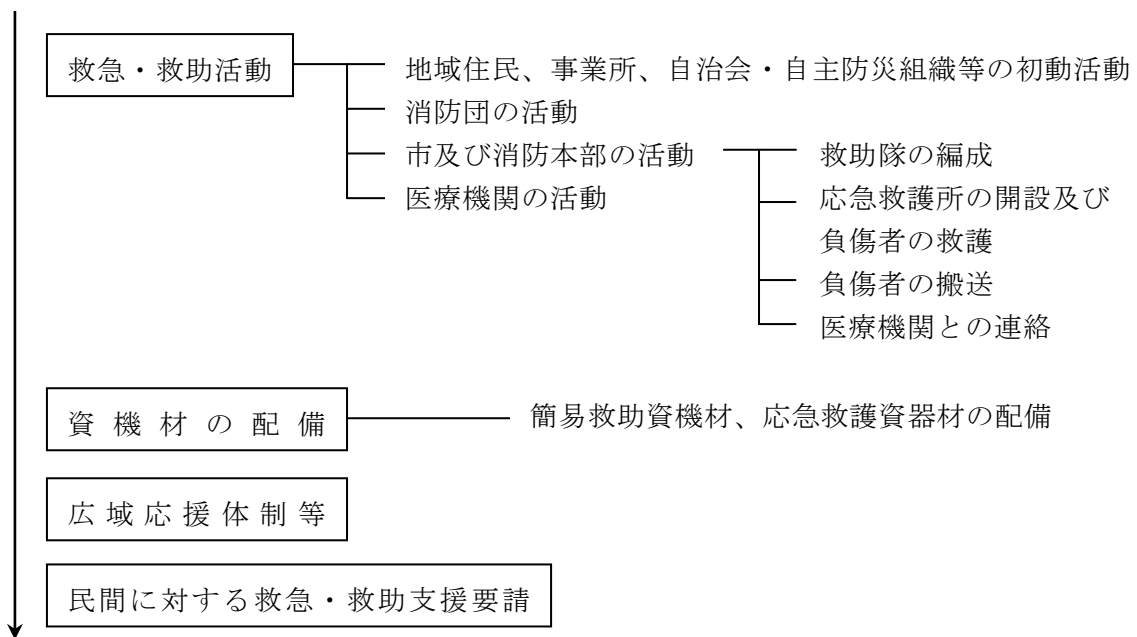 救急・救助活動
地域住民、事業所、自治会・自主防災組織等の初動活動
消防団の活動
市及び消防本部の活動
医療機関の活動
救助隊の編成
応急救護所の開設及び
負傷者の救護
負傷者の搬送
医療機関との連絡
資機材の配備
簡易救助資機材、応急救護資器材の配備
広域応援体制等
民間に対する救急・救助支援要請